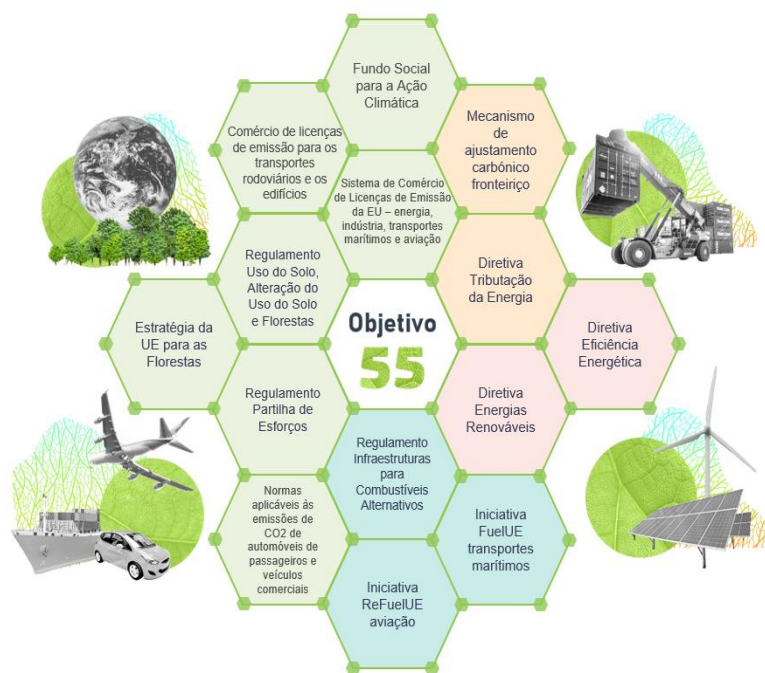 Fundo Social
para a Ação
Climática
Comércio de licenças
de emissão para os
transportes
rodoviários e os
edifícios
Mecanismo
de
ajustamento
carbónico
fronteiriço
Sistema de Comércio
de Licenças de Emissão
da EU – energia,
indústria, transportes
marítimos e aviação
Regulamento
Uso do Solo,
Alteração do
Uso do Solo
e Florestas
Diretiva
Tributação
da Energia
Estratégia da
UE para as
Florestas
Objetivo
55
Diretiva
Eficiência
Energética
Regulamento
Partilha de
Esforços
Diretiva
Energias
Renováveis
Regulamento
Infraestruturas
para
Combustíveis
Alternativos
Normas
aplicáveis às
emissões de
CO2 de
automóveis de
passageiros e
veículos
comerciais
Iniciativa
FuelUE
transportes
marítimos
Iniciativa
ReFuelUE
aviação